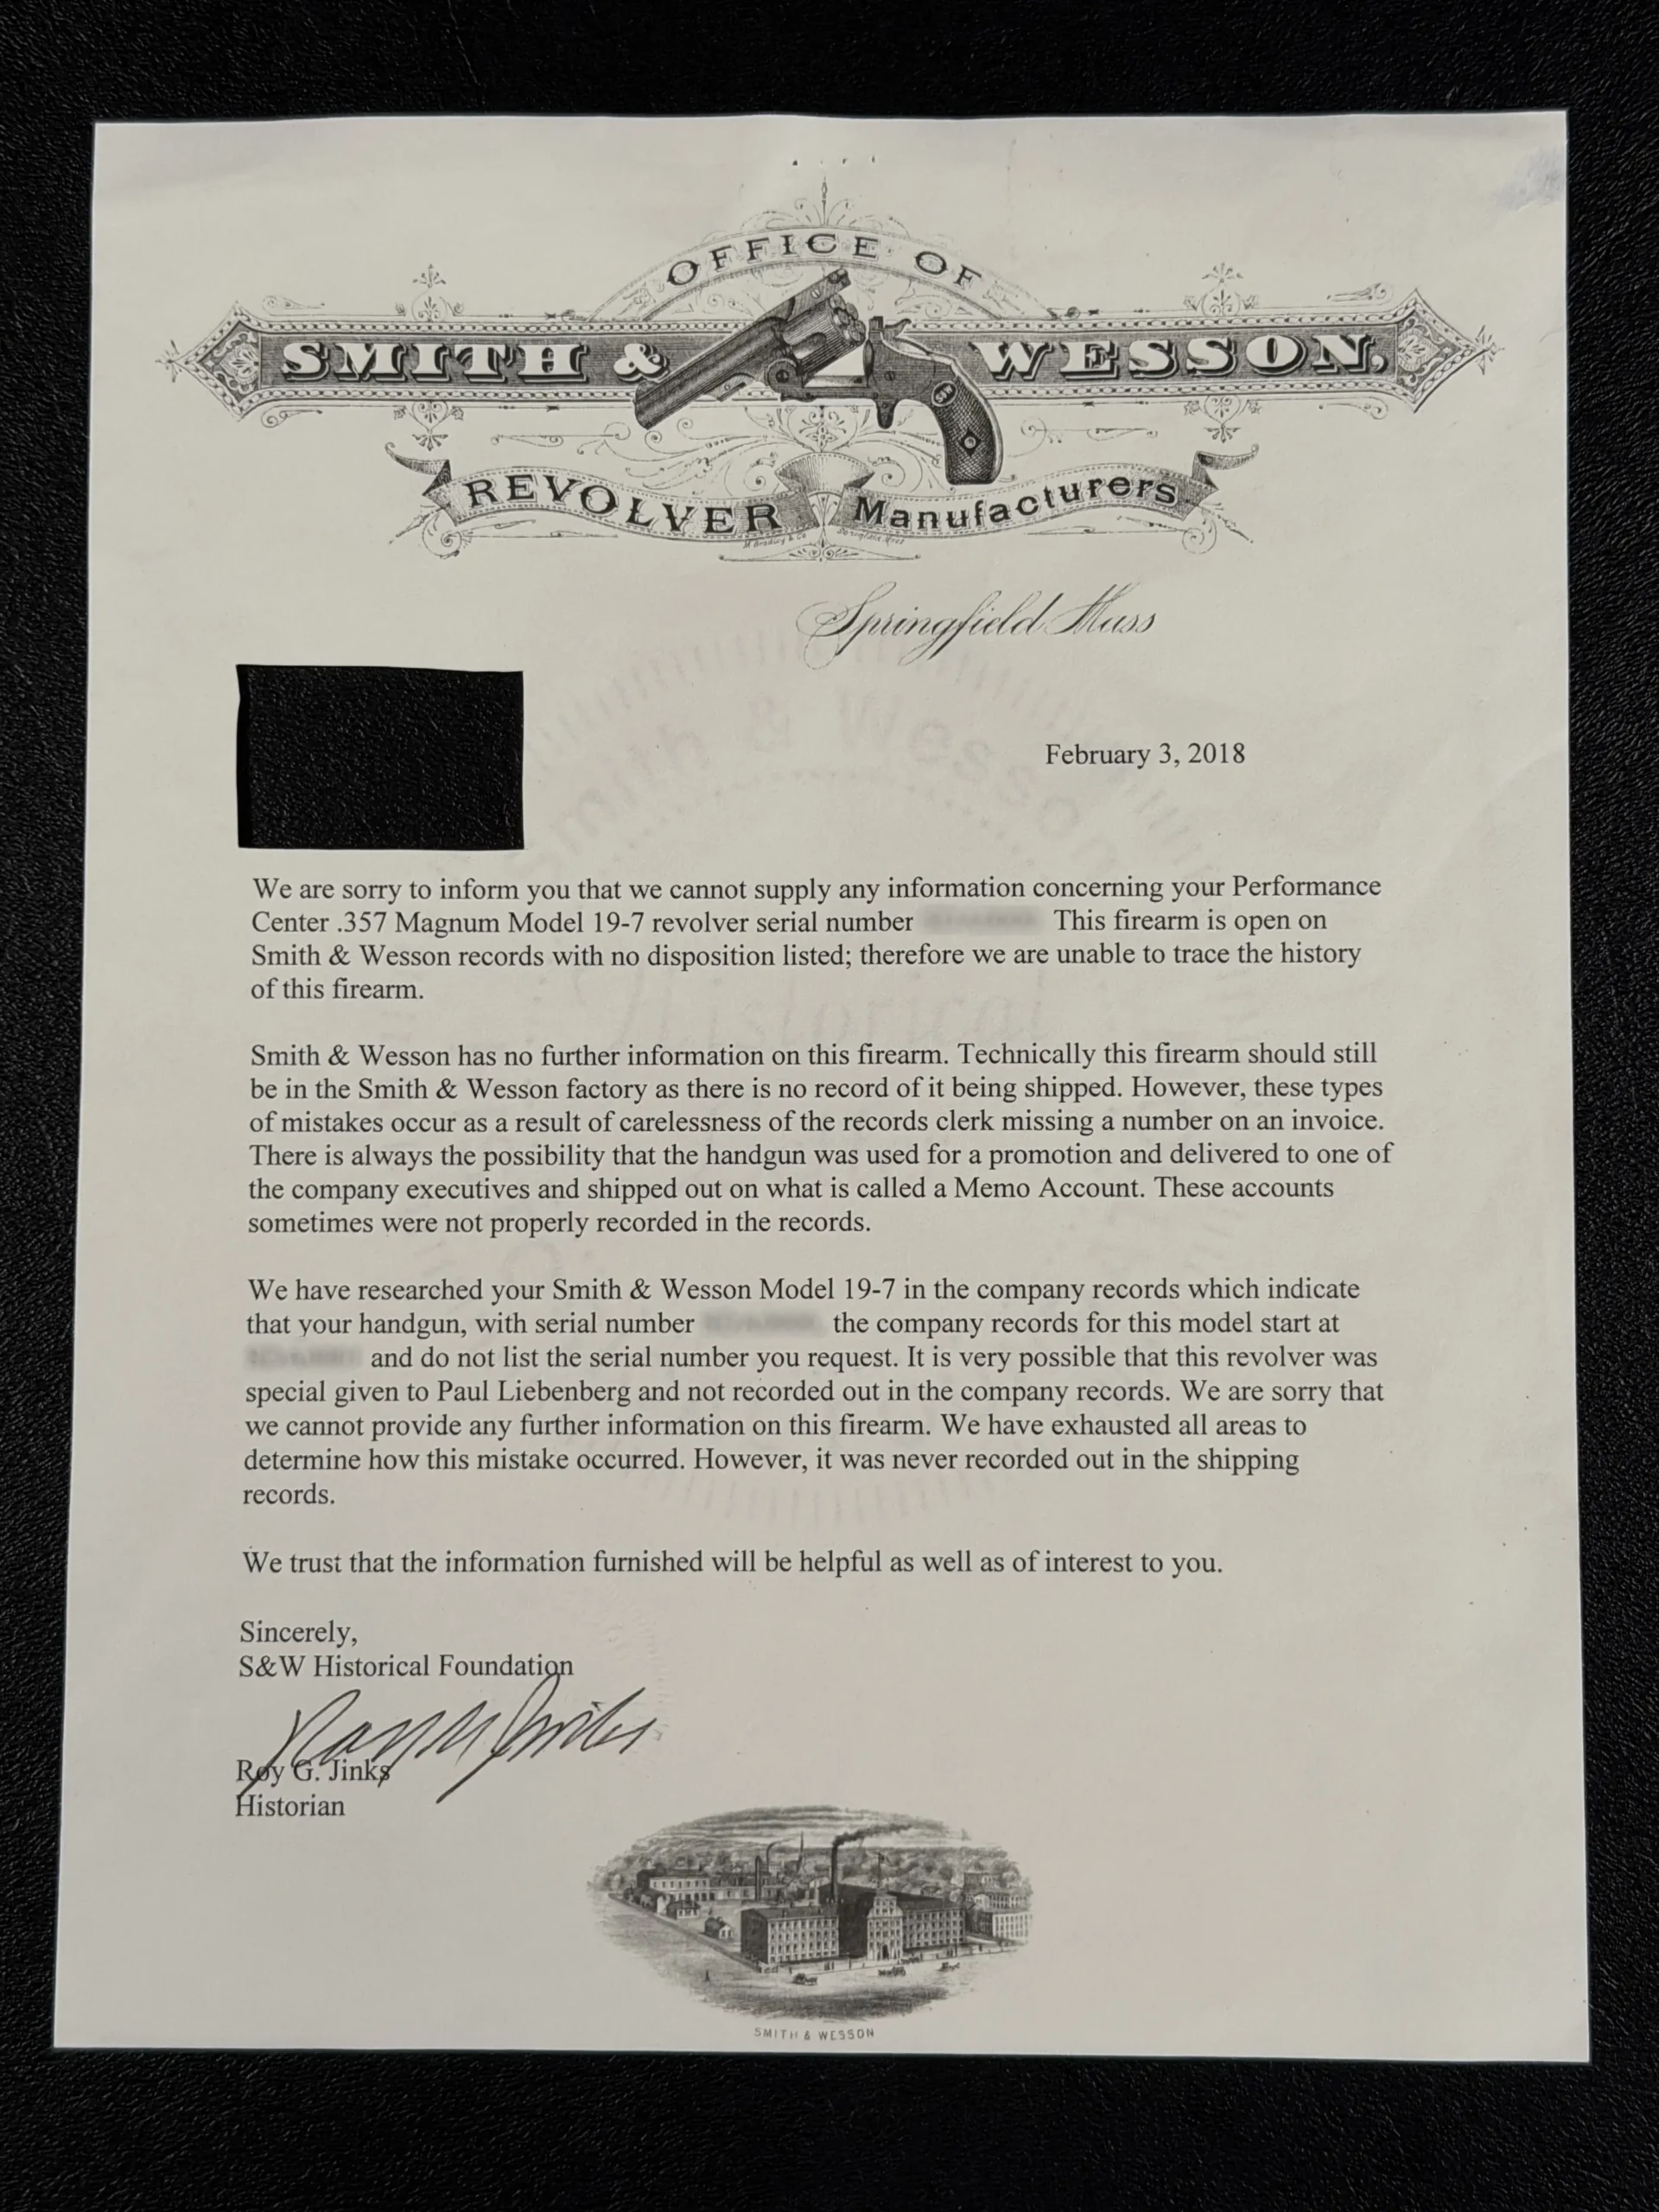 OFFICE OF
SMITH & WESSON,
REVOLVER Manufacturers
M. Bradley & Co Springfield Mass
Springfield Mass
Smith & Wesson
Historical
February 3, 2018
We are sorry to inform you that we cannot supply any information concerning your Performance
Center .357 Magnum Model 19-7 revolver serial number This firearm is open on
Smith & Wesson records with no disposition listed; therefore we are unable to trace the history
of this firearm.
Smith & Wesson has no further information on this firearm. Technically this firearm should still
be in the Smith & Wesson factory as there is no record of it being shipped. However, these types
of mistakes occur as a result of carelessness of the records clerk missing a number on an invoice.
There is always the possibility that the handgun was used for a promotion and delivered to one of
the company executives and shipped out on what is called a Memo Account. These accounts
sometimes were not properly recorded in the records.
We have researched your Smith & Wesson Model 19-7 in the company records which indicate
that your handgun, with serial number the company records for this model start at
and do not list the serial number you request. It is very possible that this revolver was
special given to Paul Liebenberg and not recorded out in the company records. We are sorry that
we cannot provide any further information on this firearm. We have exhausted all areas to
determine how this mistake occurred. However, it was never recorded out in the shipping
records.
We trust that the information furnished will be helpful as well as of interest to you.
Sincerely,
S&W Historical Foundation
Roy G. Jinks
Historian
SMITH & WESSON